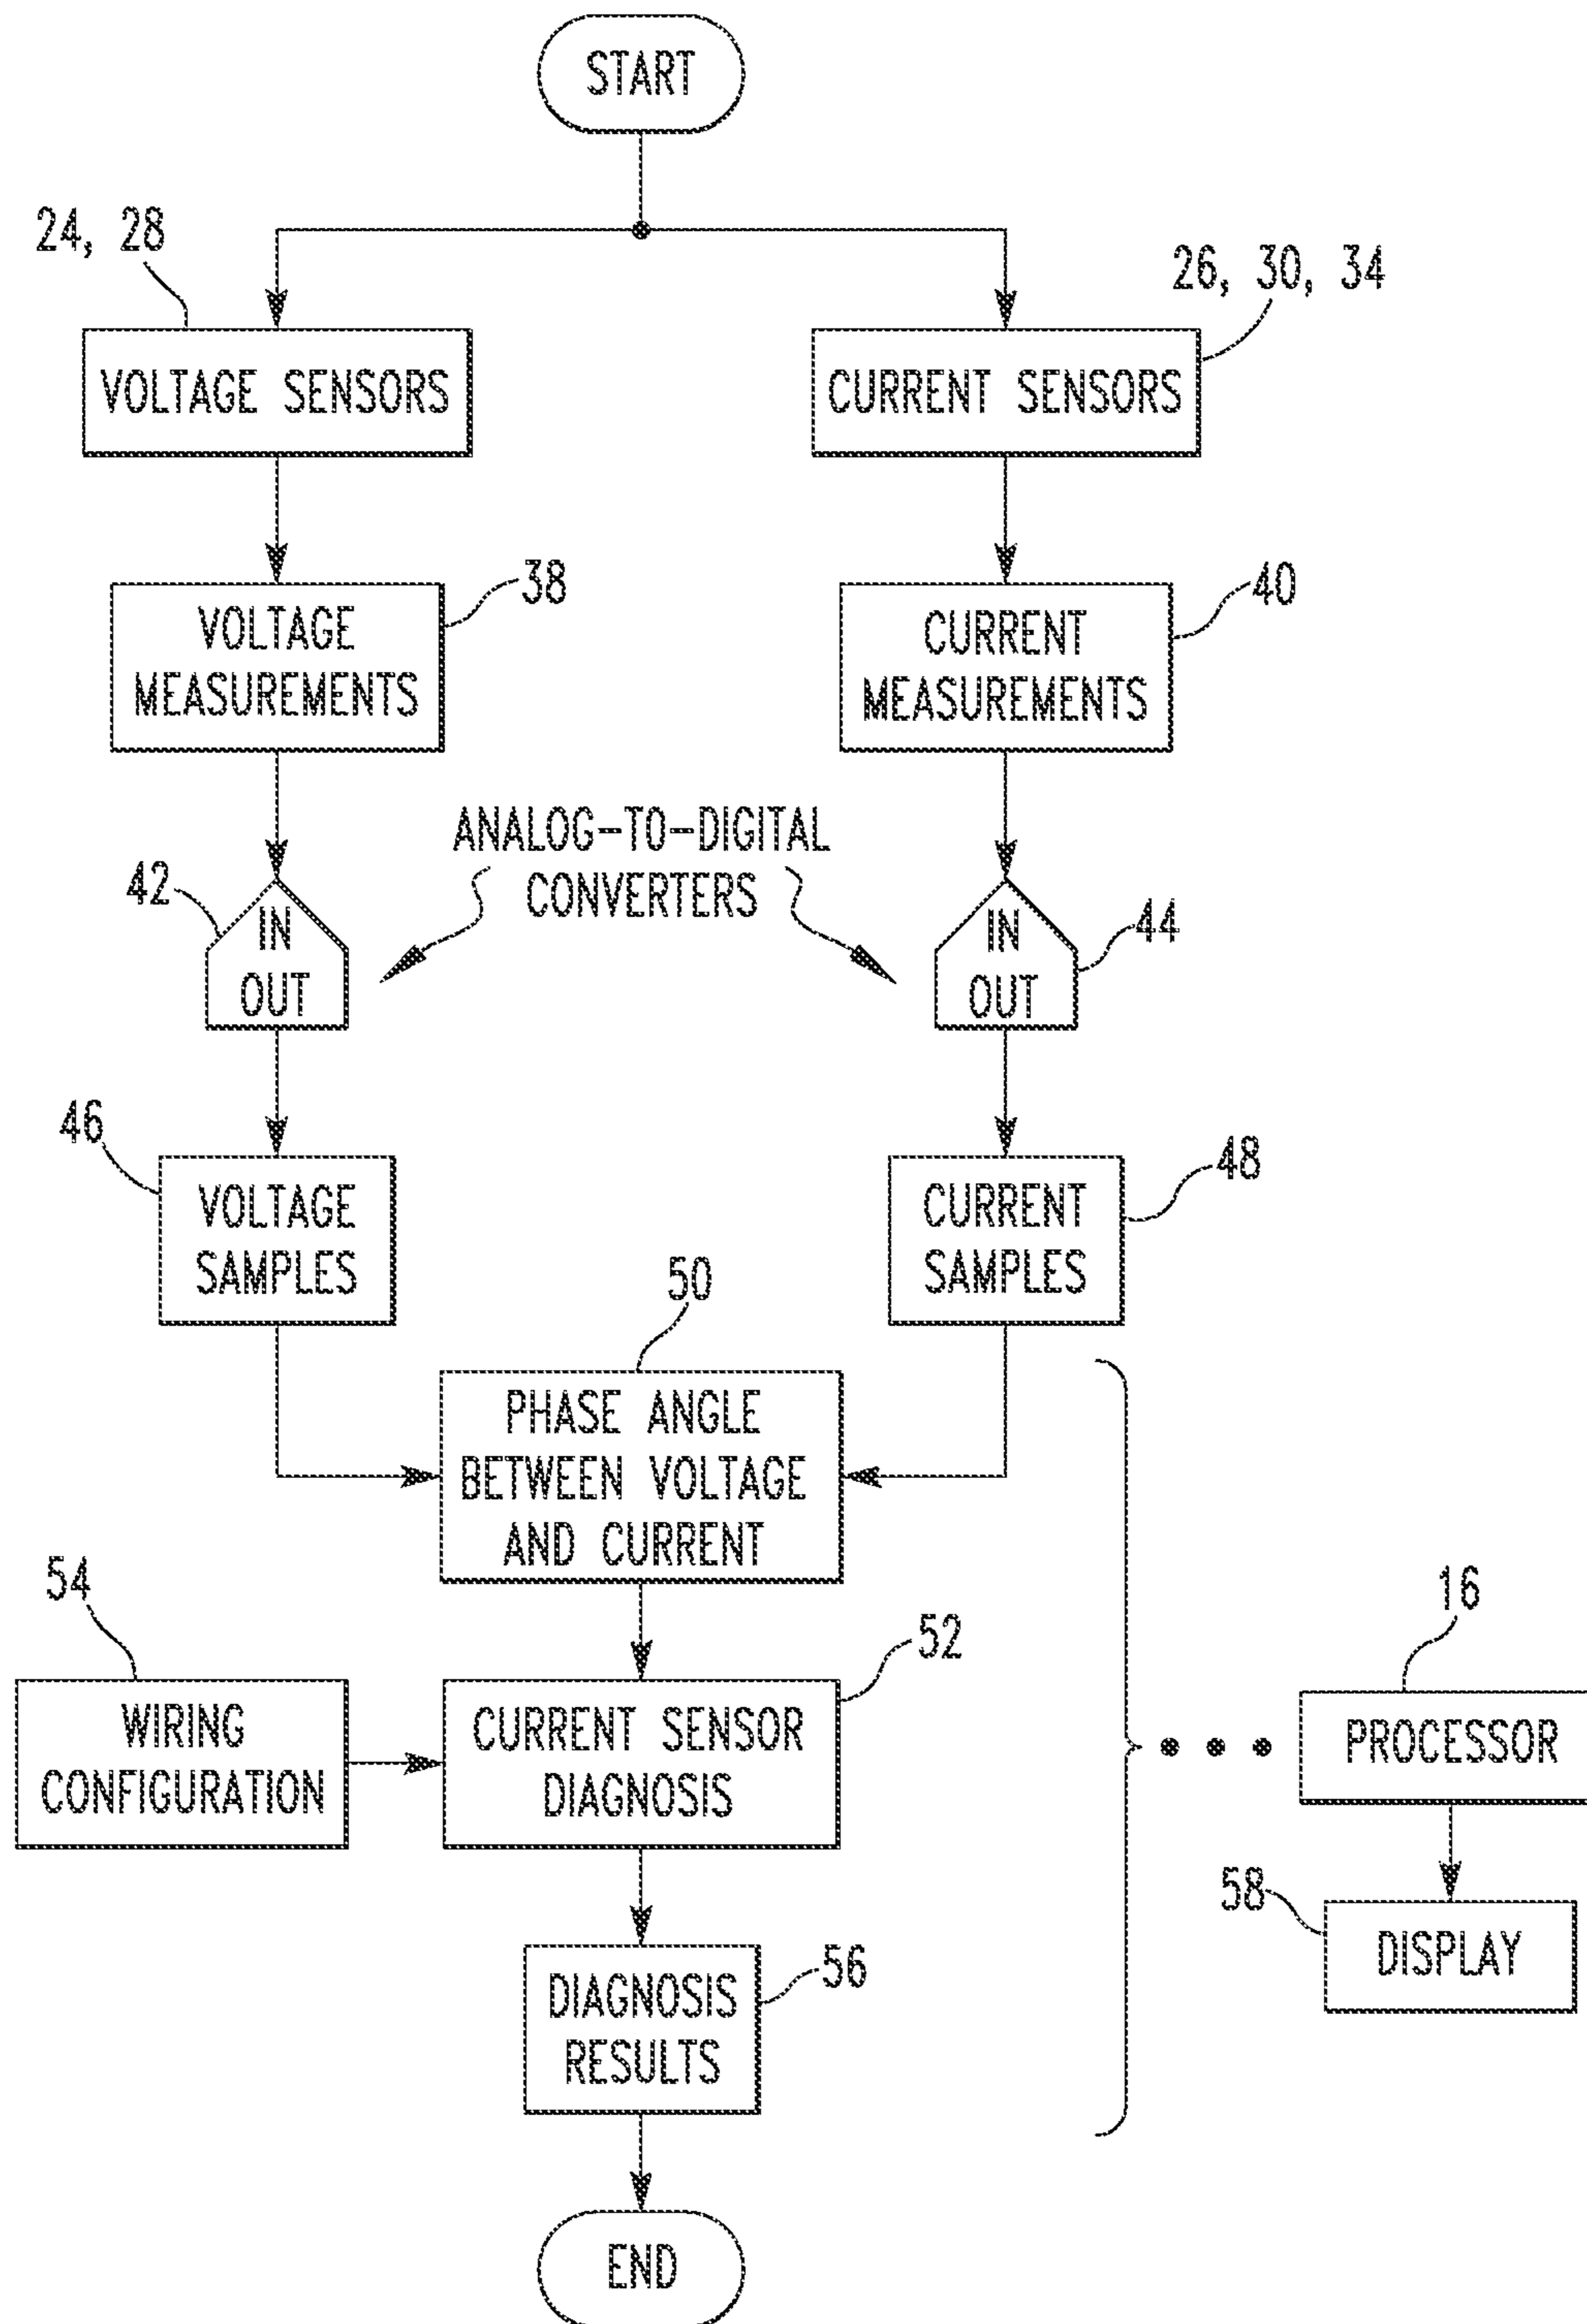 START
24, 28
26, 30, 34
VOLTAGE SENSORS
CURRENT SENSORS
38
VOLTAGE
MEASUREMENTS
40
CURRENT
MEASUREMENTS
ANALOG-TO-DIGITAL
CONVERTERS
42
IN
OUT
44
IN
OUT
46
VOLTAGE
SAMPLES
48
CURRENT
SAMPLES
50
PHASE ANGLE
BETWEEN VOLTAGE
AND CURRENT
54
WIRING
CONFIGURATION
52
CURRENT SENSOR
DIAGNOSIS
16
PROCESSOR
58
DISPLAY
56
DIAGNOSIS
RESULTS
END